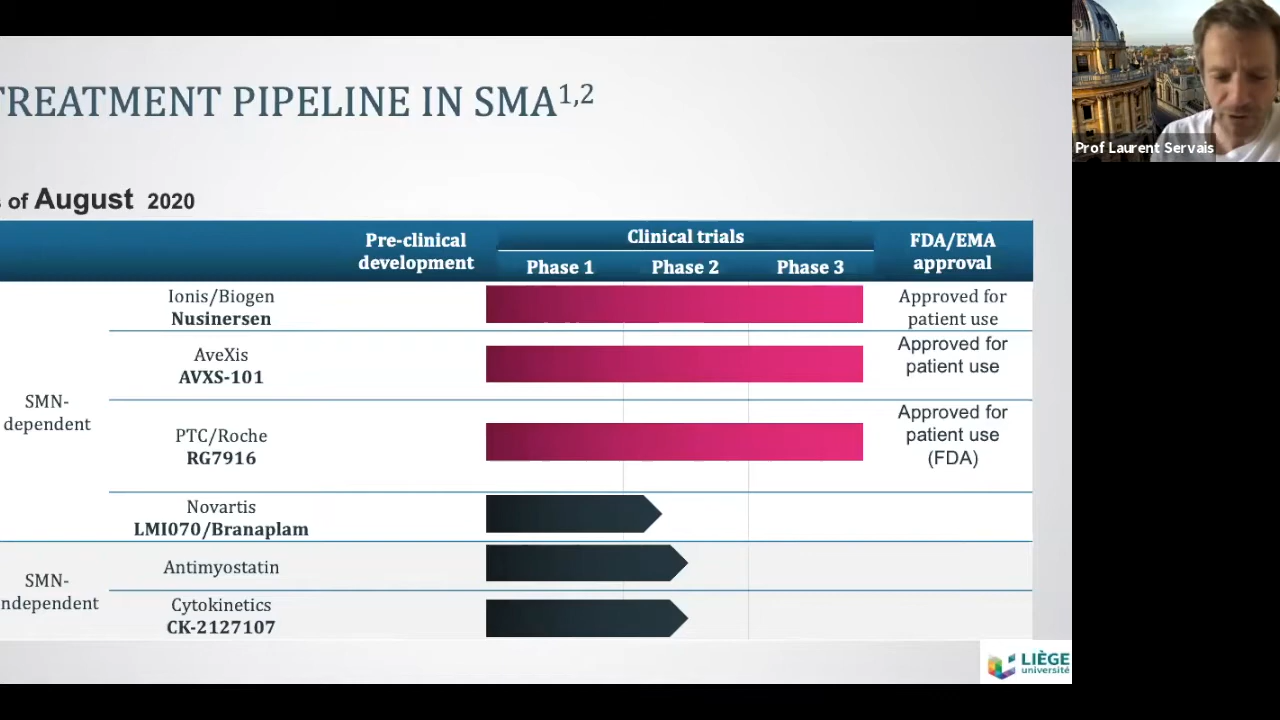 TREATMENT PIPELINE IN SMA1,2
Prof Laurent Servais
of August 2020
Pre-clinical
development
Clinical trials
Phase 1 Phase 2 Phase 3
FDA/EMA
approval
SMN-
dependent
Ionis/Biogen
Nusinersen
Approved for
patient use
AveXis
AVXS-101
Approved for
patient use
PTC/Roche
RG7916
Approved for
patient use
(FDA)
Novartis
LMI070/Branaplam
SMN-
ndependent
Antimyostatin
Cytokinetics
CK-2127107
LIÈGE
université